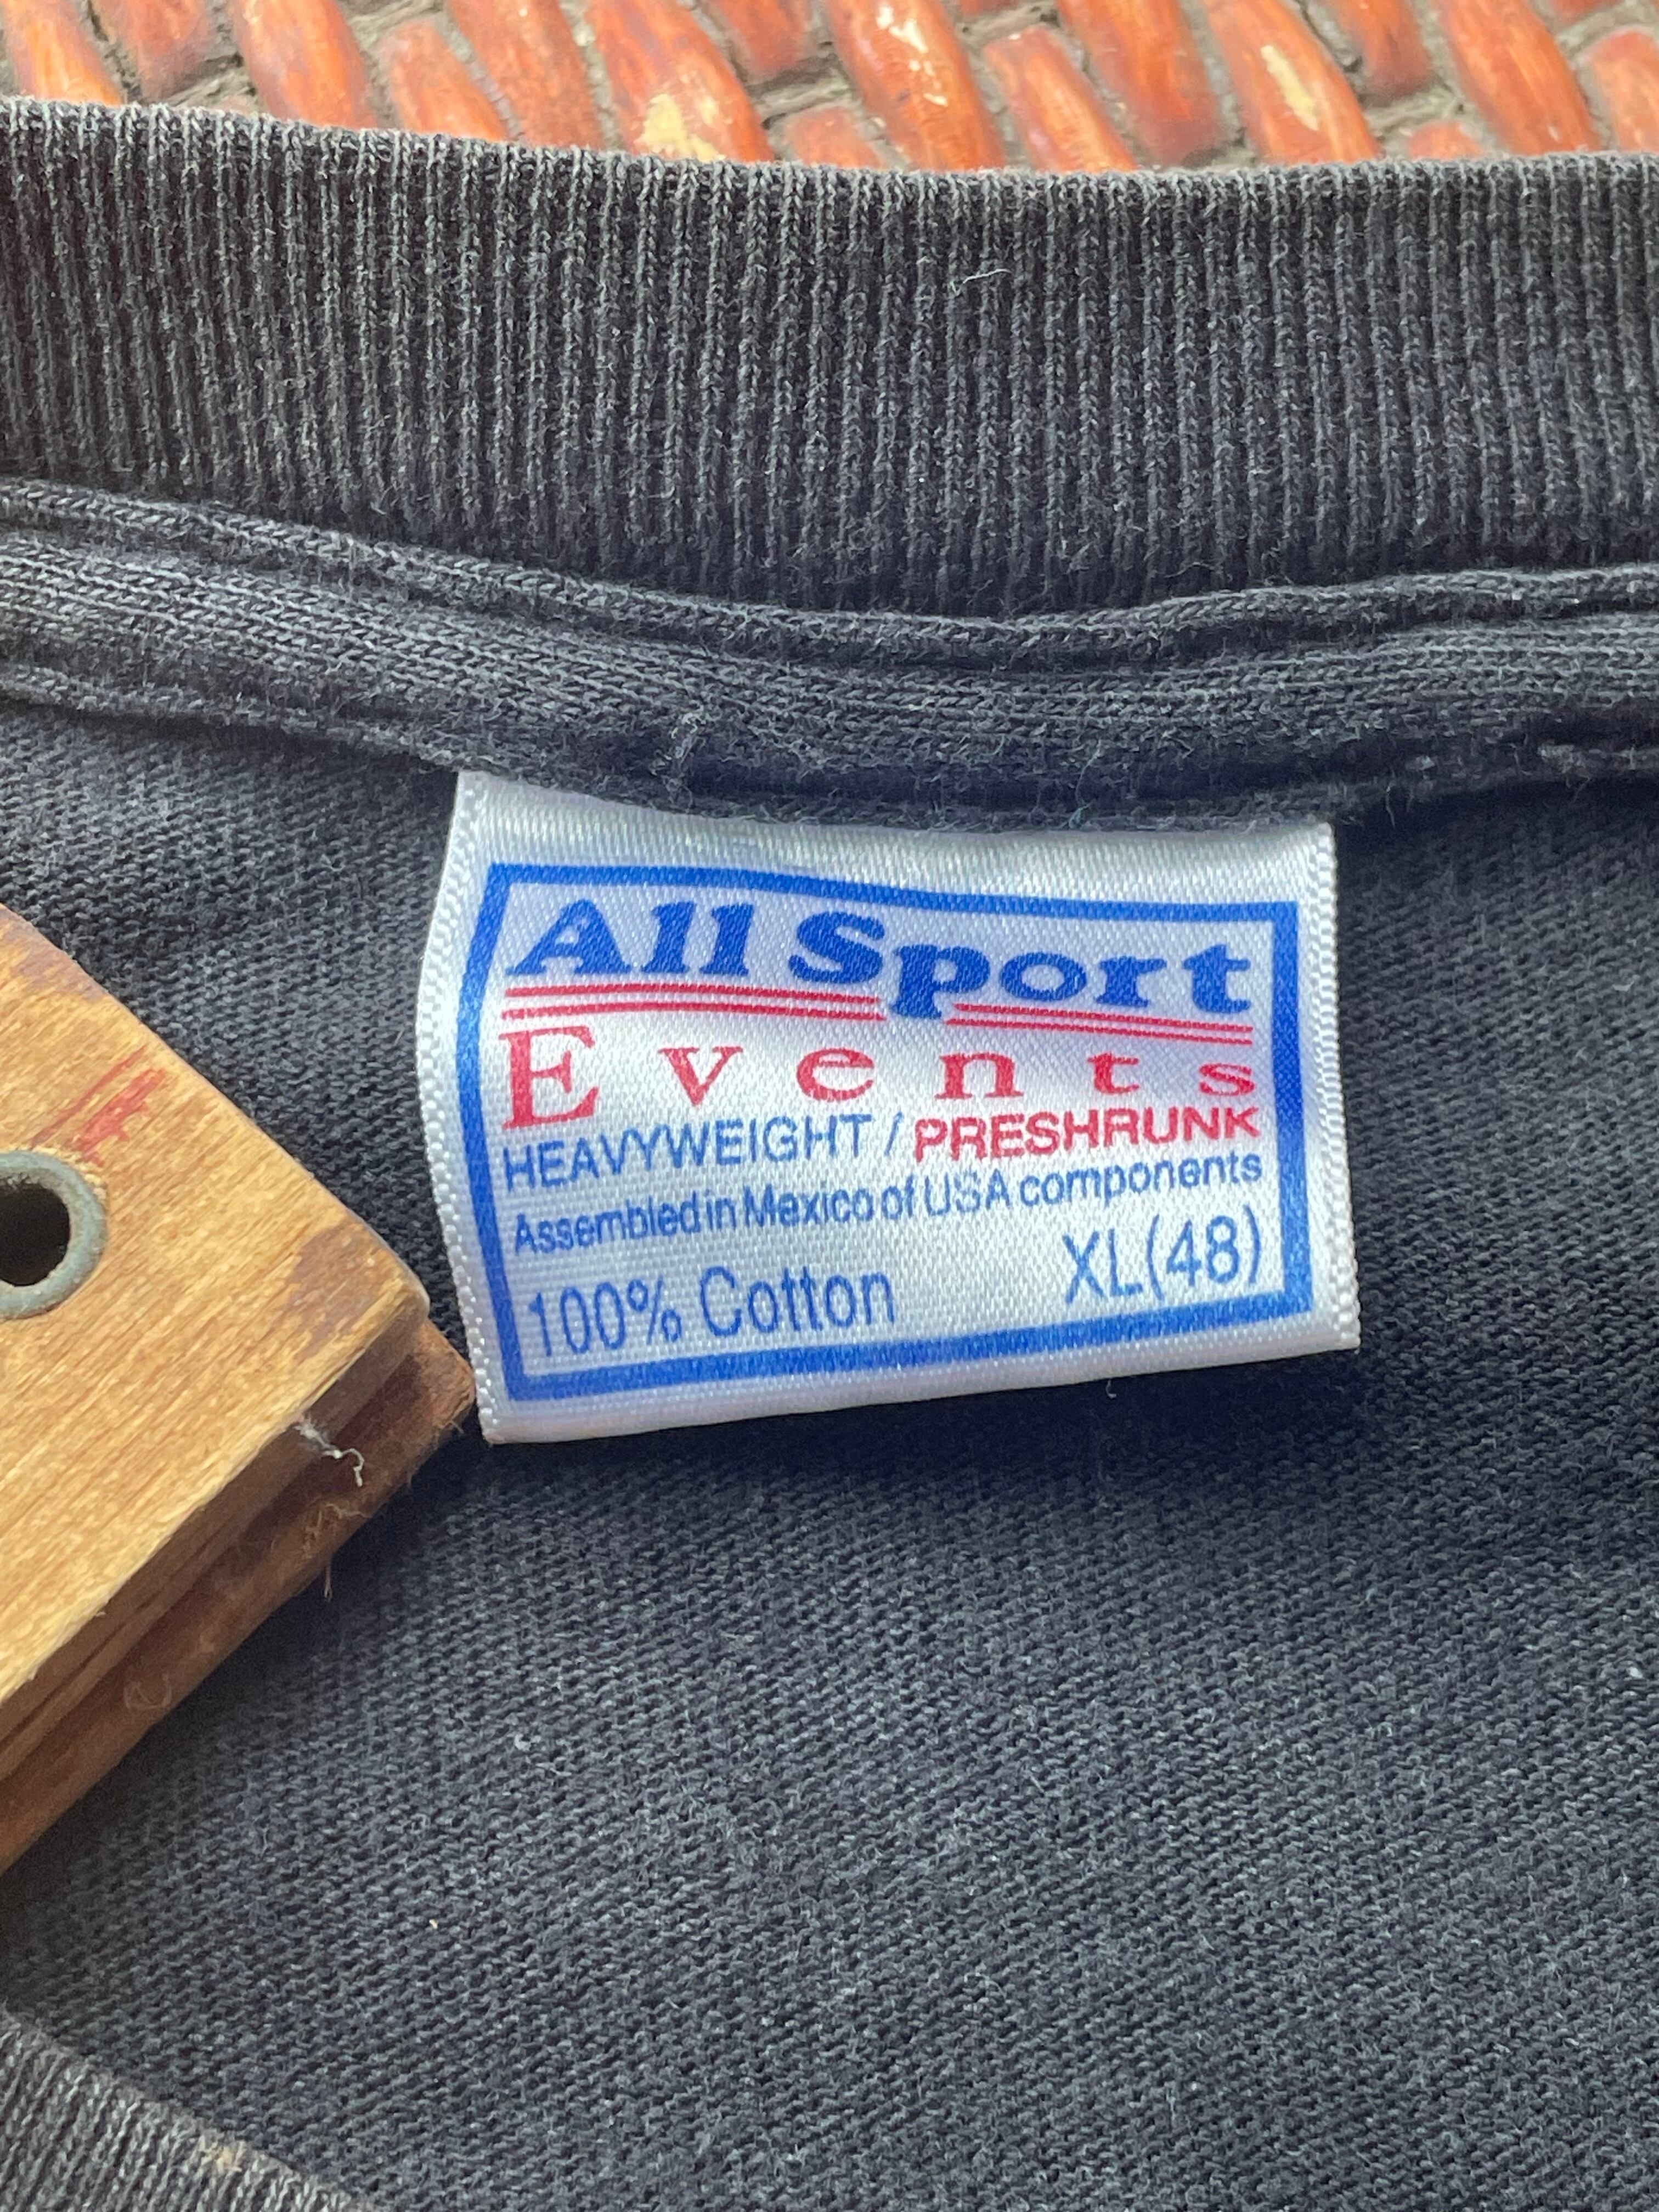 All Sport
Events
HEAVYWEIGHT / PRESHRUNK
Assembled in Mexico of USA components
XL(48)
100% Cotton